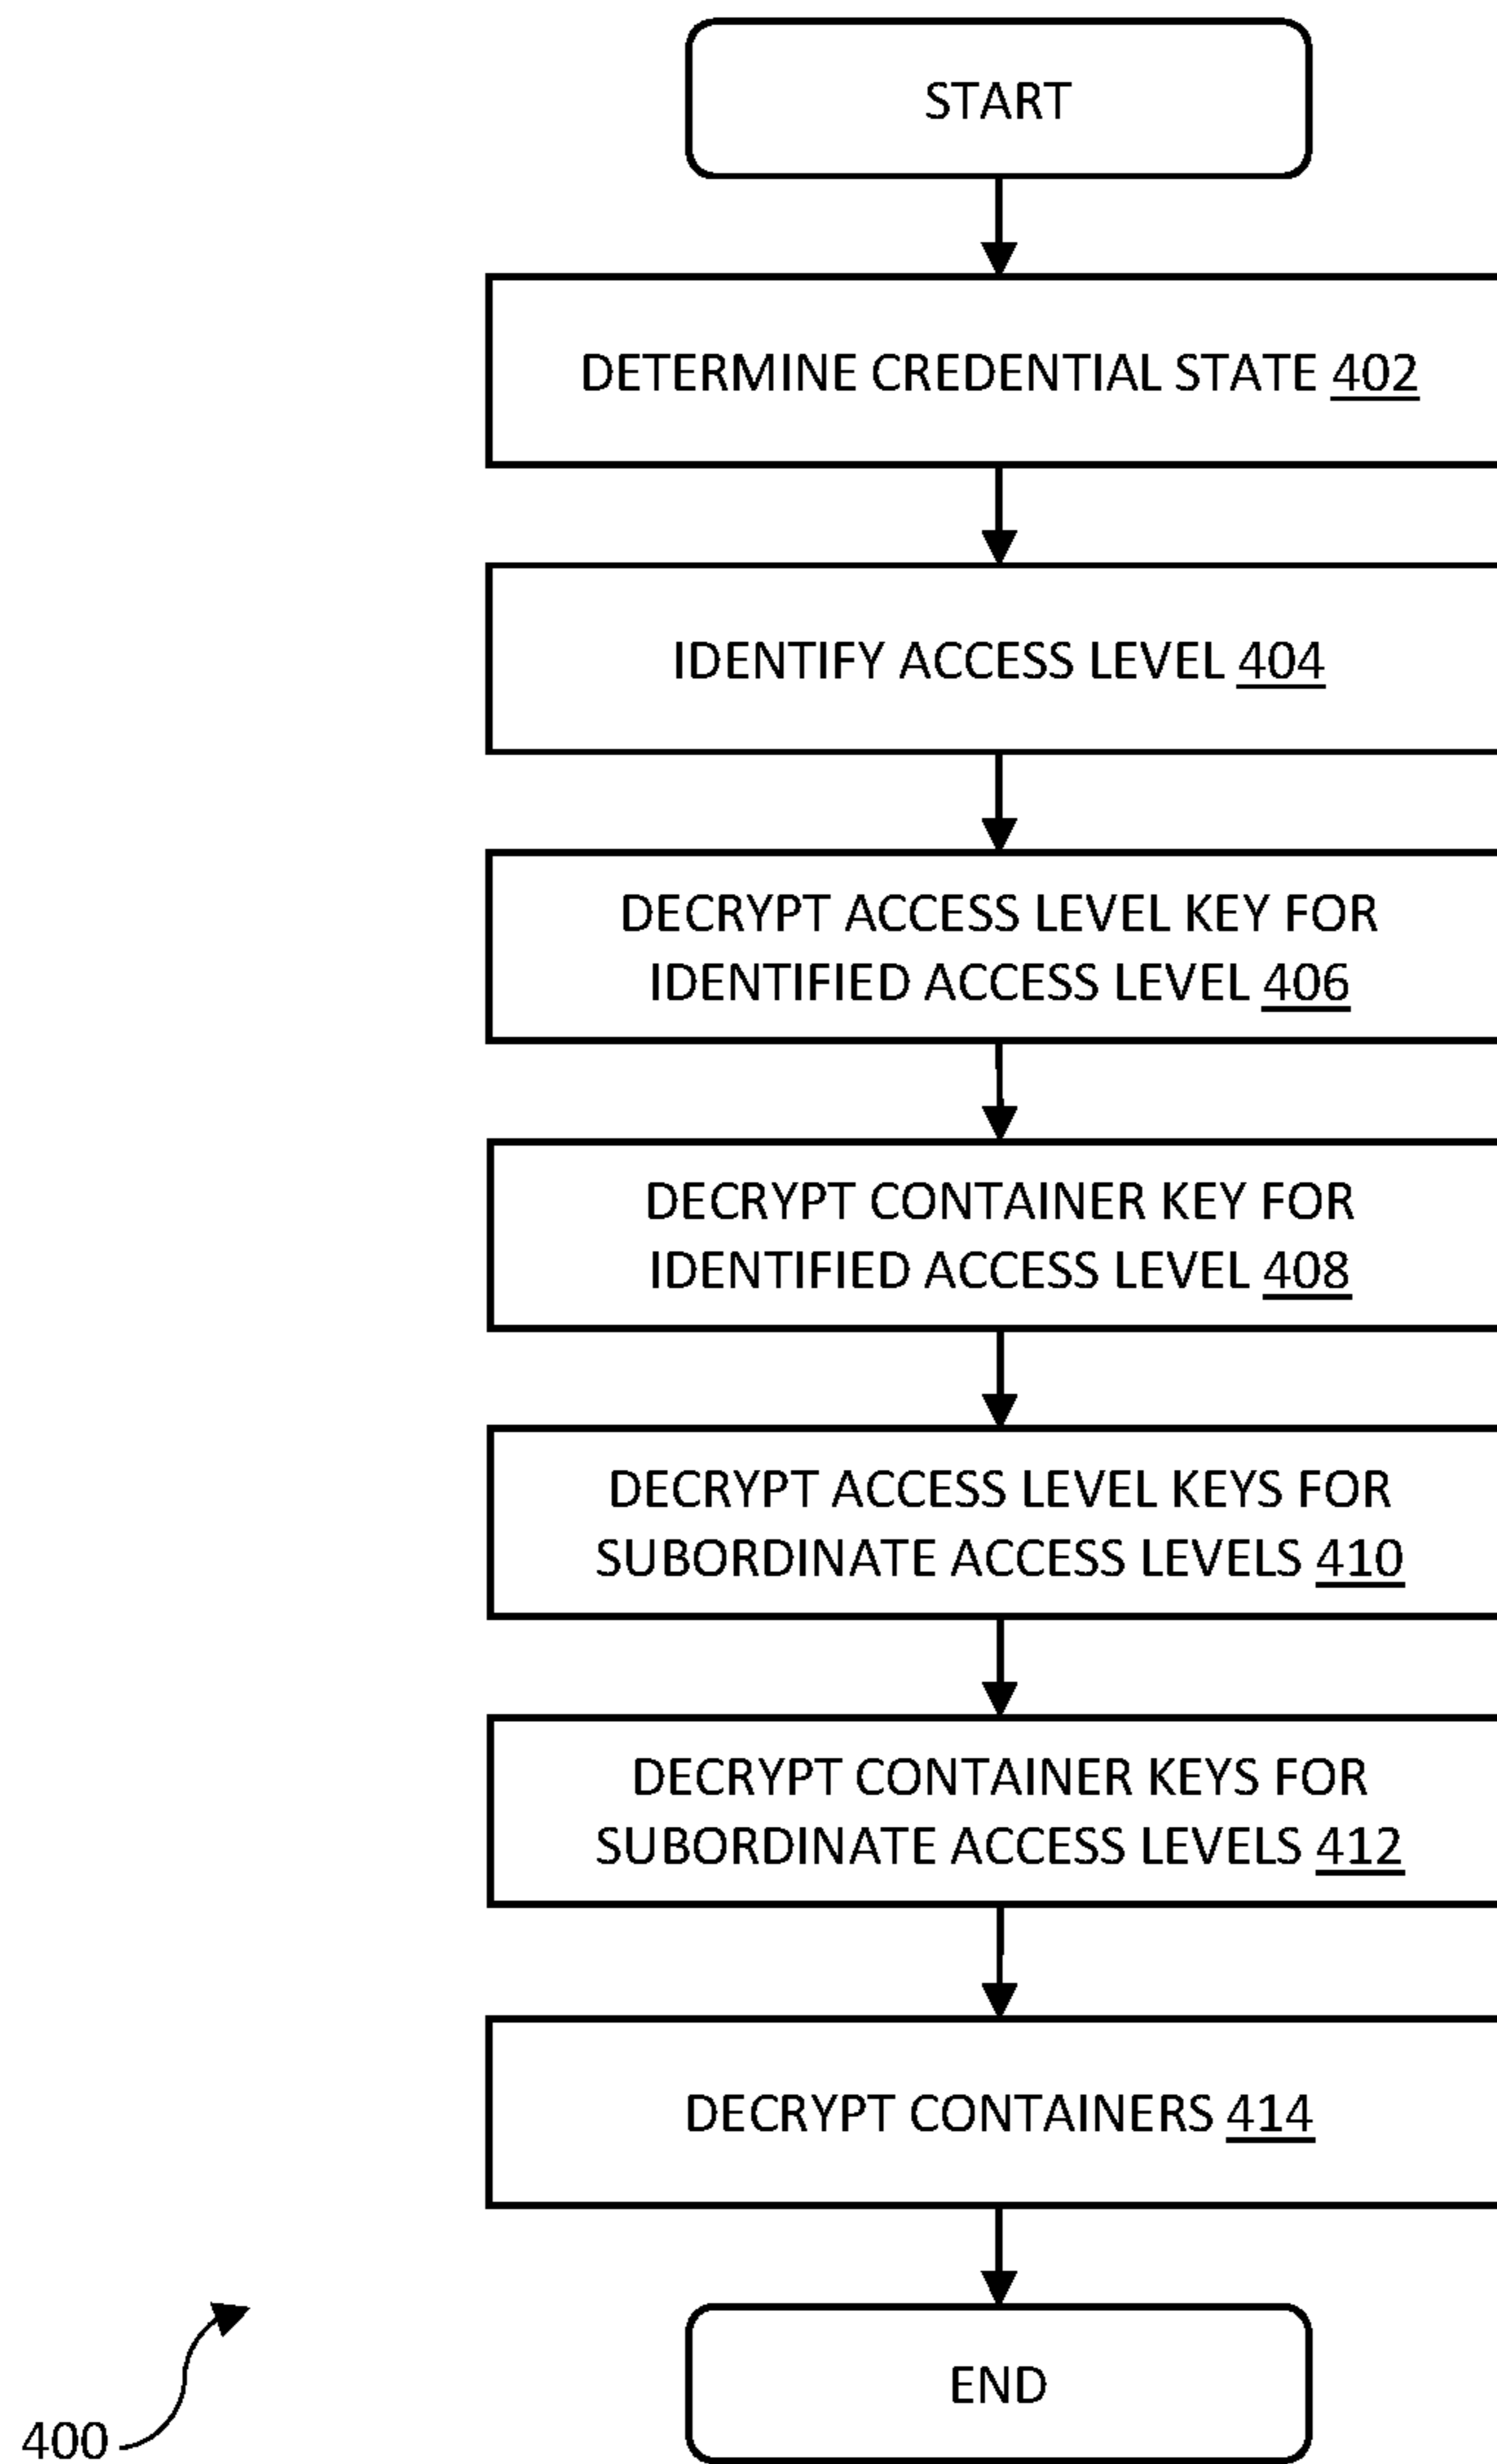 START
DETERMINE CREDENTIAL STATE 402
IDENTIFY ACCESS LEVEL 404
DECRYPT ACCESS LEVEL KEY FOR
IDENTIFIED ACCESS LEVEL 406
DECRYPT CONTAINER KEY FOR
IDENTIFIED ACCESS LEVEL 408
DECRYPT ACCESS LEVEL KEYS FOR
SUBORDINATE ACCESS LEVELS 410
DECRYPT CONTAINER KEYS FOR
SUBORDINATE ACCESS LEVELS 412
DECRYPT CONTAINERS 414
END
400